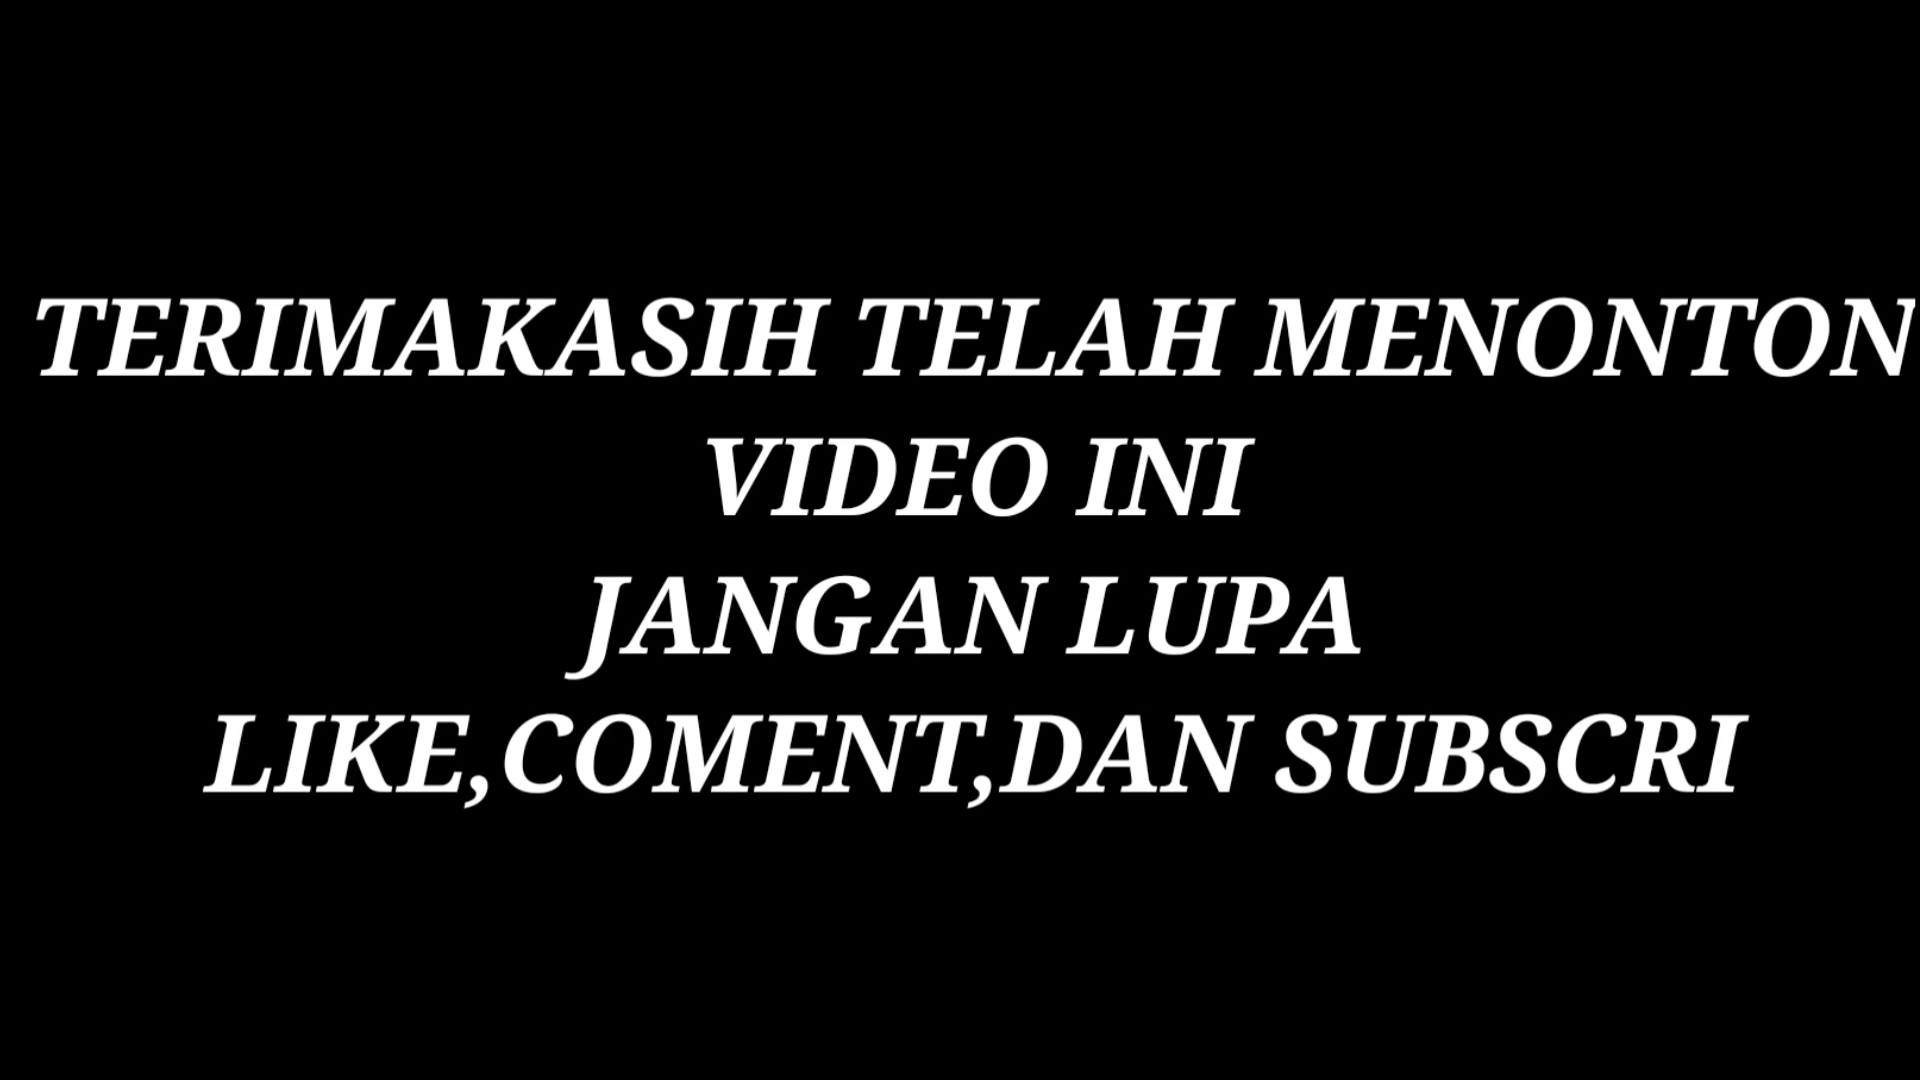 TERIMAKASIH TELAH MENONTON
VIDEO INI
JANGAN LUPA
LIKE,COMENT,DAN SUBSCRI